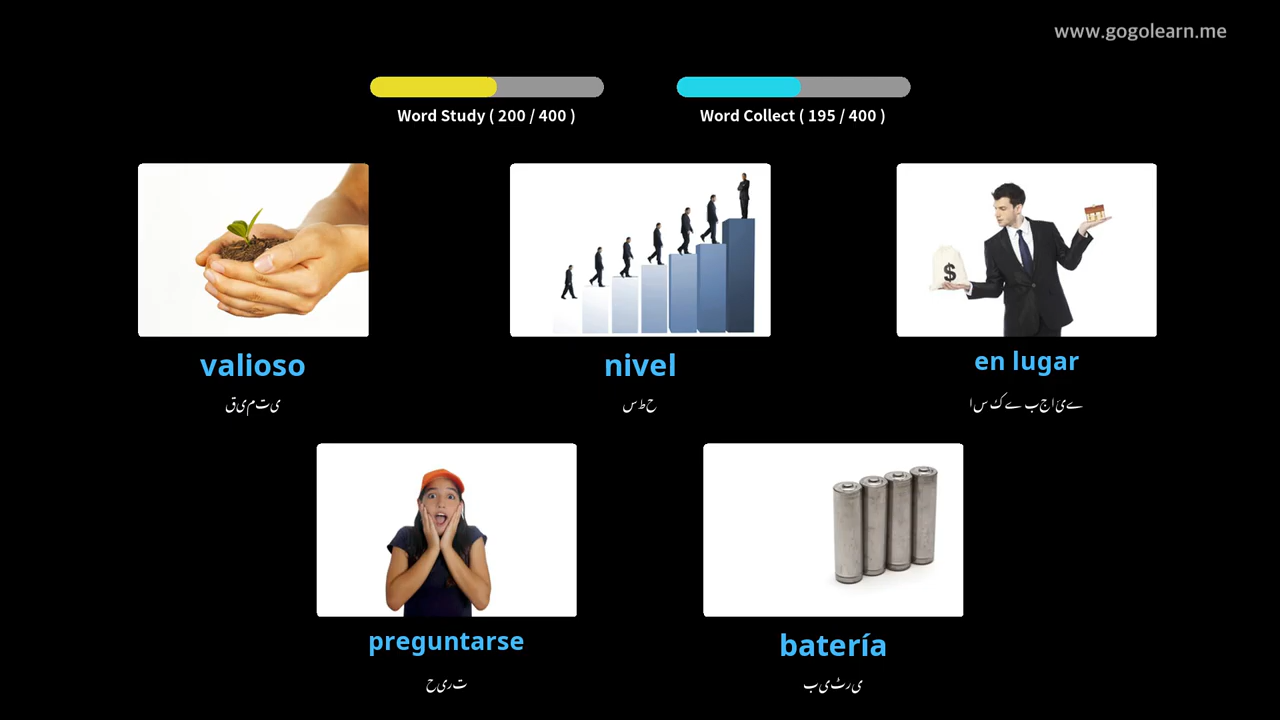 www.gogolearn.me
Word Study ( 200 / 400 )
Word Collect ( 195 / 400 )
valioso
nivel
en lugar
قیمتی
سطح
اس کے بجائے
preguntarse
batería
حیرت
بیٹری